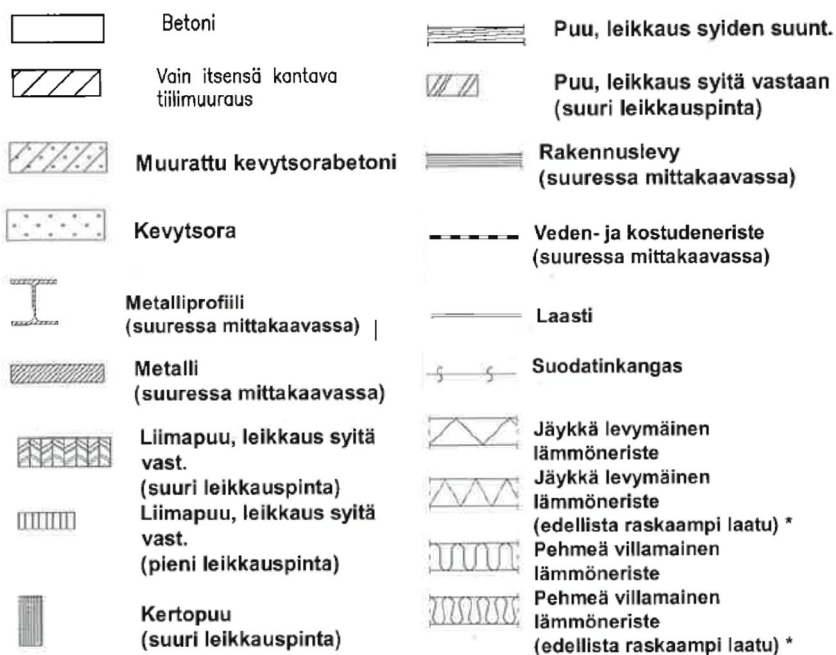 Betoni
Vain itsensä kantava
tiilimuuraus
Muurattu kevytsorabetoni
Kevytsora
Metalliprofiili
(suuressa mittakaavassa)
Metalli
(suuressa mittakaavassa)
Liimapuu, leikkaus syitä
vast.
(suuri leikkauspinta)
Liimapuu, leikkaus syitä
vast.
(pieni leikkauspinta)
Kertopuu
(suuri leikkauspinta)
Puu, leikkaus syiden suunt.
Puu, leikkaus syitä vastaan
(suuri leikkauspinta)
Rakennuslevy
(suuressa mittakaavassa)
Veden- ja kostudeneriste
(suuressa mittakaavassa)
Laasti
Suodatinkangas
Jäykkä levymäinen
lämmöneriste
Jäykkä levymäinen
lämmöneriste
(edellista raskaampi laatu) *
Pehmeä villamainen
lämmöneriste
Pehmeä villamainen
lämmöneriste
(edellista raskaampi laatu) *